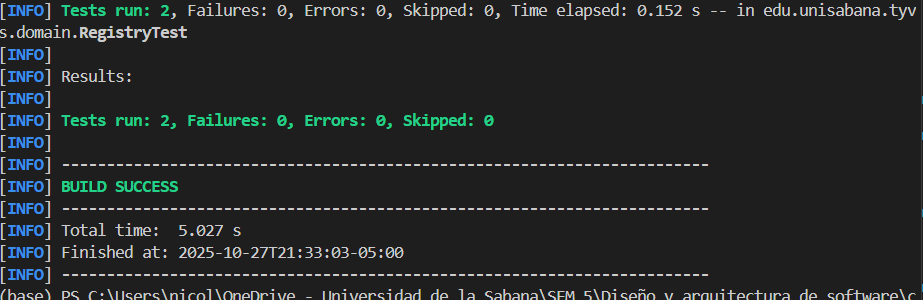 [INFO] Tests run: 2, Failures: 0, Errors: 0, Skipped: 0, Time elapsed: 0.152 s -- in edu.unisabana.tyv
s.domain.RegistryTest
[INFO]
[INFO] Results:
[INFO]
[INFO] Tests run: 2, Failures: 0, Errors: 0, Skipped: 0
[INFO]
[INFO] ------------------------------------------------------------------------
[INFO] BUILD SUCCESS
[INFO] ------------------------------------------------------------------------
[INFO] Total time:  5.027 s
[INFO] Finished at: 2025-10-27T21:33:03-05:00
[INFO] ------------------------------------------------------------------------
(base) PS C:\Users\nicol\OneDrive - Universidad de la Sabana\SEM 5\Diseño y arquitectura de software\c